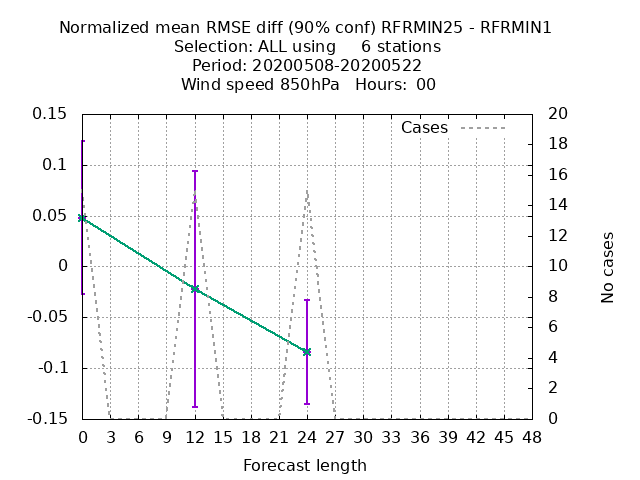 Normalized mean RMSE diff (90% conf) RFRMIN25 - RFRMIN1
Selection: ALL using     6 stations
Period: 20200508-20200522
Wind speed 850hPa   Hours: 00
Cases
0.15
0.1
0.05
0
-0.05
-0.1
-0.15
20
18
16
14
12
10
8
6
4
2
0
No cases
0 3 6 9 12 15 18 21 24 27 30 33 36 39 42 45 48
Forecast length